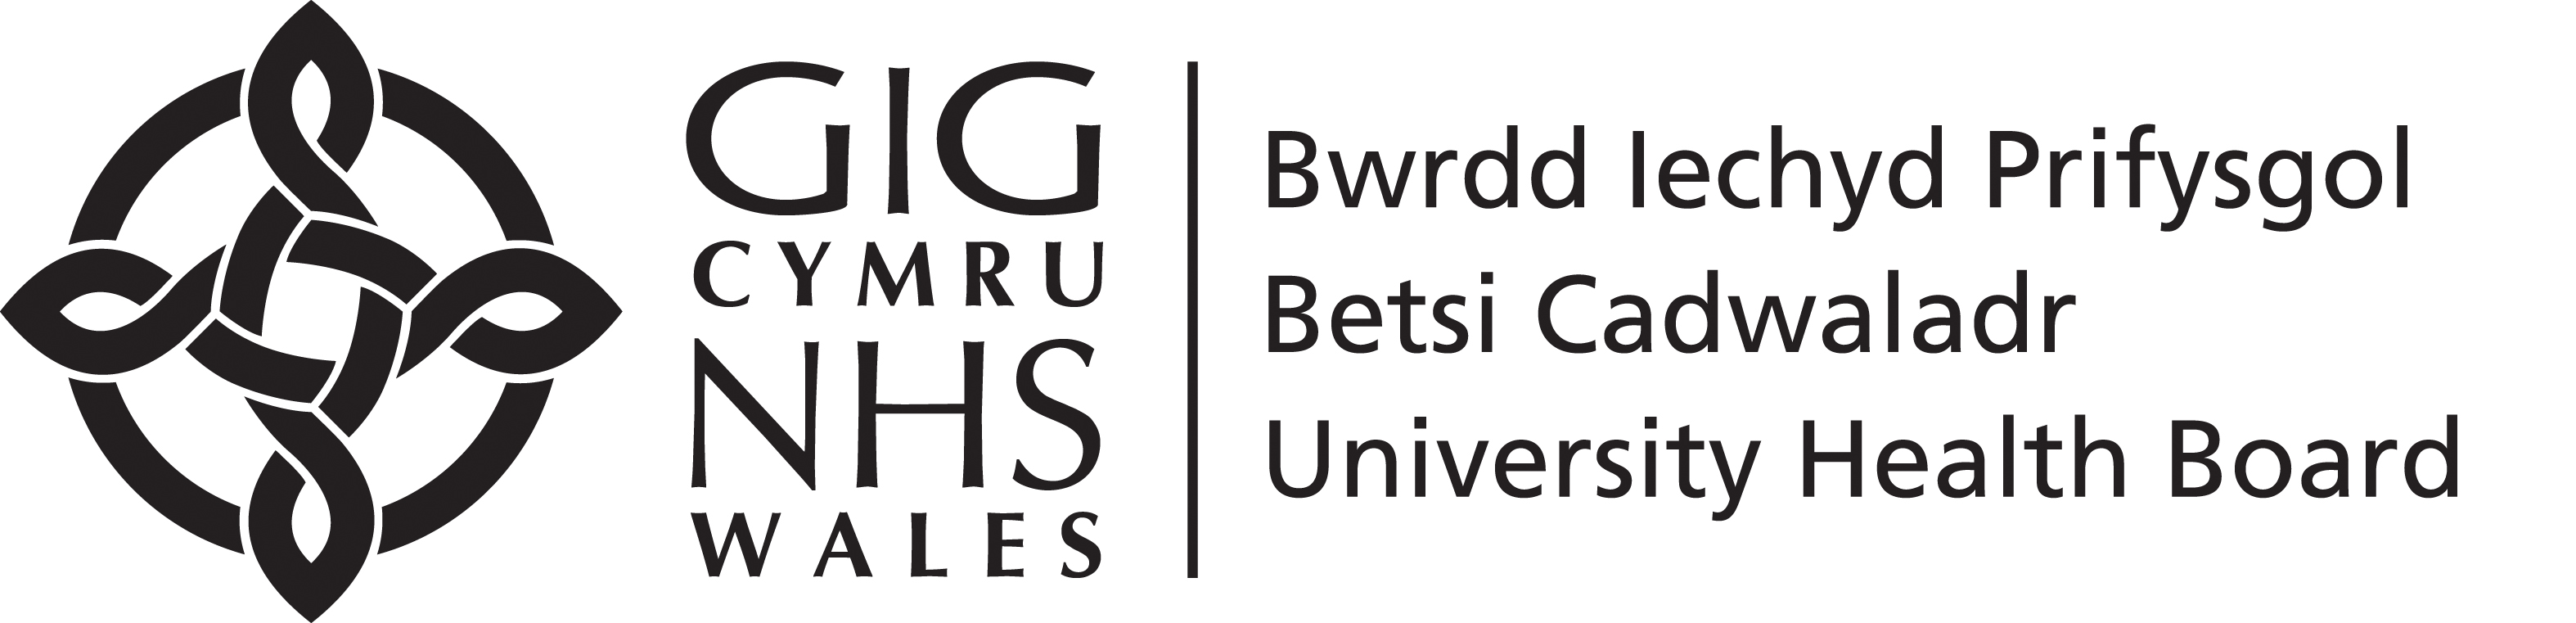 GIG
CYMRU
NHS
WALES
Bwrdd Iechyd Prifysgol
Betsi Cadwaladr
University Health Board